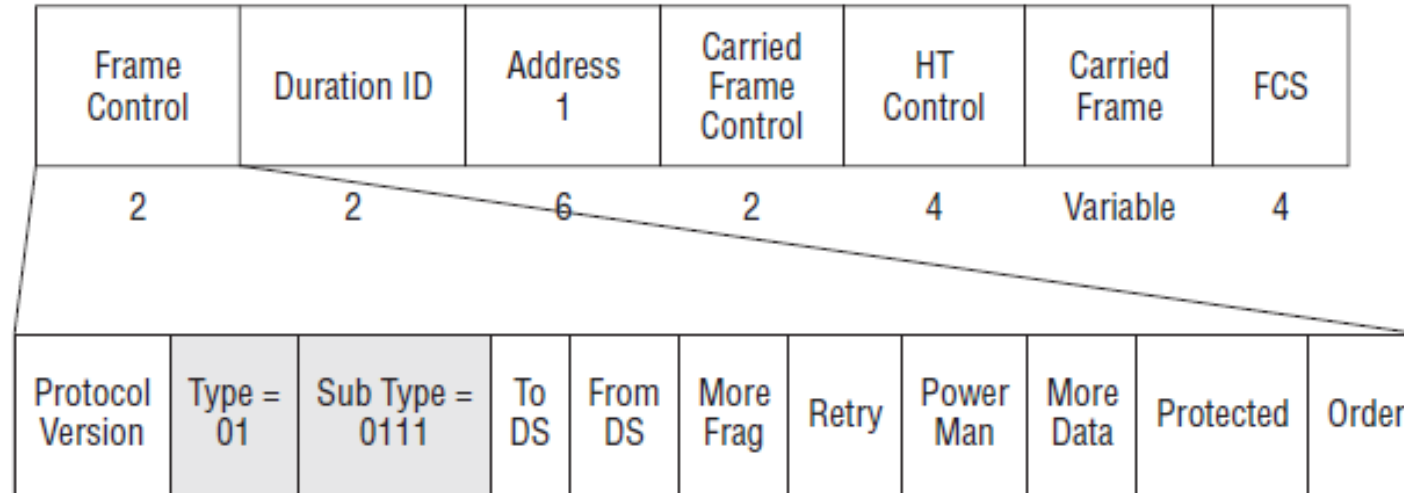 Frame Control
Duration ID
Address 1
Carried Frame Control
HT Control
Carried Frame
FCS
2
2
6
2
4
Variable
4
Protocol Version
Type = 01
Sub Type = 0111
To DS
From DS
More Frag
Retry
Power Man
More Data
Protected
Order